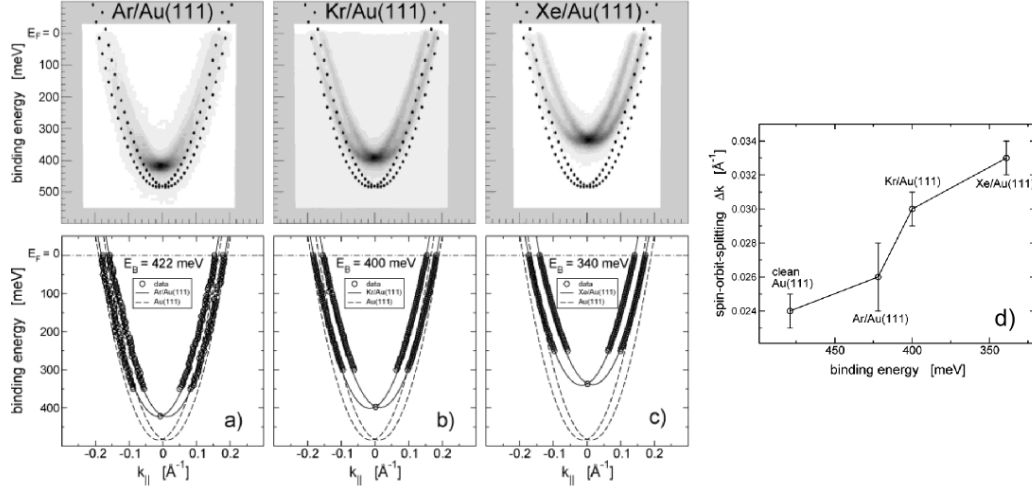 Ar/Au(111)
Kr/Au(111)
Xe/Au(111)
E_F = 0
100
200
300
400
500
binding energy [meV]
E_F = 0
100
200
300
400
binding energy [meV]
E_B = 422 meV
data
Ar/Au(111)
Au(111)
a)
-0.2 -0.1 0 0.1 0.2
k_|| [Å⁻¹]
E_B = 400 meV
data
Kr/Au(111)
Au(111)
b)
-0.2 -0.1 0 0.1 0.2
k_|| [Å⁻¹]
E_B = 340 meV
data
Xe/Au(111)
Au(111)
c)
-0.2 -0.1 0 0.1 0.2
k_|| [Å⁻¹]
spin-orbit-splitting Δk [Å⁻¹]
0.034
0.032
0.030
0.028
0.026
0.024
clean
Au(111)
Ar/Au(111)
Kr/Au(111)
Xe/Au(111)
d)
450 400 350
binding energy [meV]